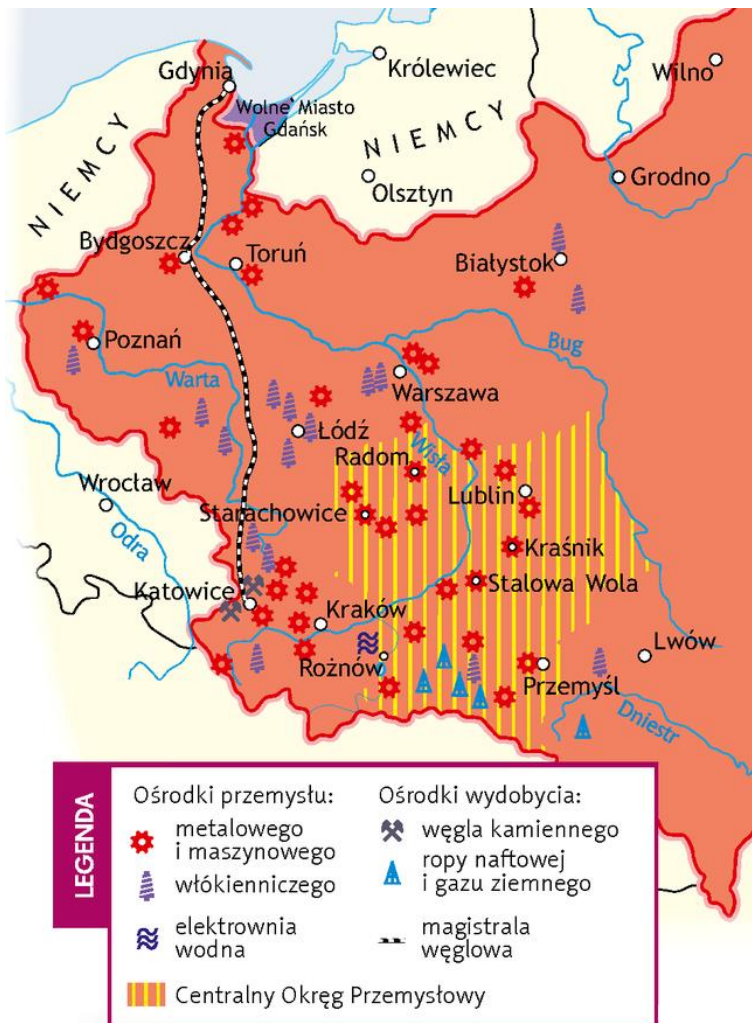 Gdynia
Królewiec
Wilno
Wolne Miasto
Gdańsk
NIEMCY
NIEMCY
Olsztyn
Grodno
Bydgoszcz
Toruń
Białystok
Poznań
Bug
Warta
Warszawa
Łódź
Wisła
Radom
Wrocław
Lublin
Starachowice
Odra
Kraśnik
Katowice
Stalowa Wola
Kraków
Lwów
Rożnów
Przemyśl
Dniestr
LEGENDA
Ośrodki przemysłu:
metalowego
i maszynowego
włókienniczego
elektrownia
wodna
Ośrodki wydobycia:
węgla kamiennego
ropy naftowej
i gazu ziemnego
magistrala
węglowa
Centralny Okręg Przemysłowy